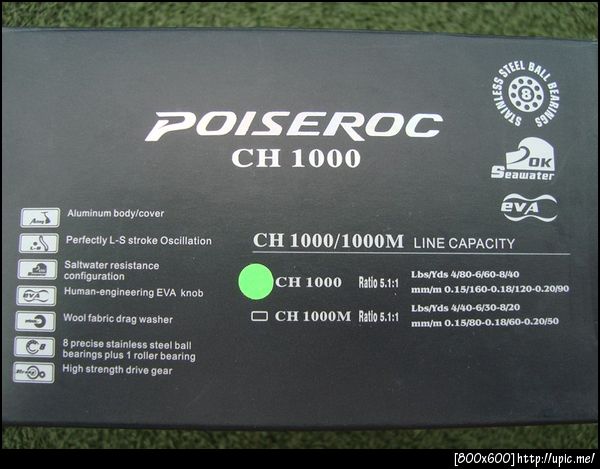 STAINLESS STEEL BALL BEARINGS
8
POISEROC
CH 1000
OK
Seawater
eVA
Aluminum body/cover
Perfectly L-S stroke Oscillation
L-S
Saltwater resistance
configuration
eVA
Human-engineering EVA knob
Wool fabric drag washer
8
8 precise stainless steel ball
bearings plus 1 roller bearing
High strength drive gear
CH 1000/1000M LINE CAPACITY
CH 1000 Ratio 5.1:1
Lbs/Yds 4/80-6/60-8/40
mm/m 0.15/160-0.18/120-0.20/90
CH 1000M Ratio 5.1:1
Lbs/Yds 4/40-6/30-8/20
mm/m 0.15/80-0.18/60-0.20/50
[800x600] http://upic.me/